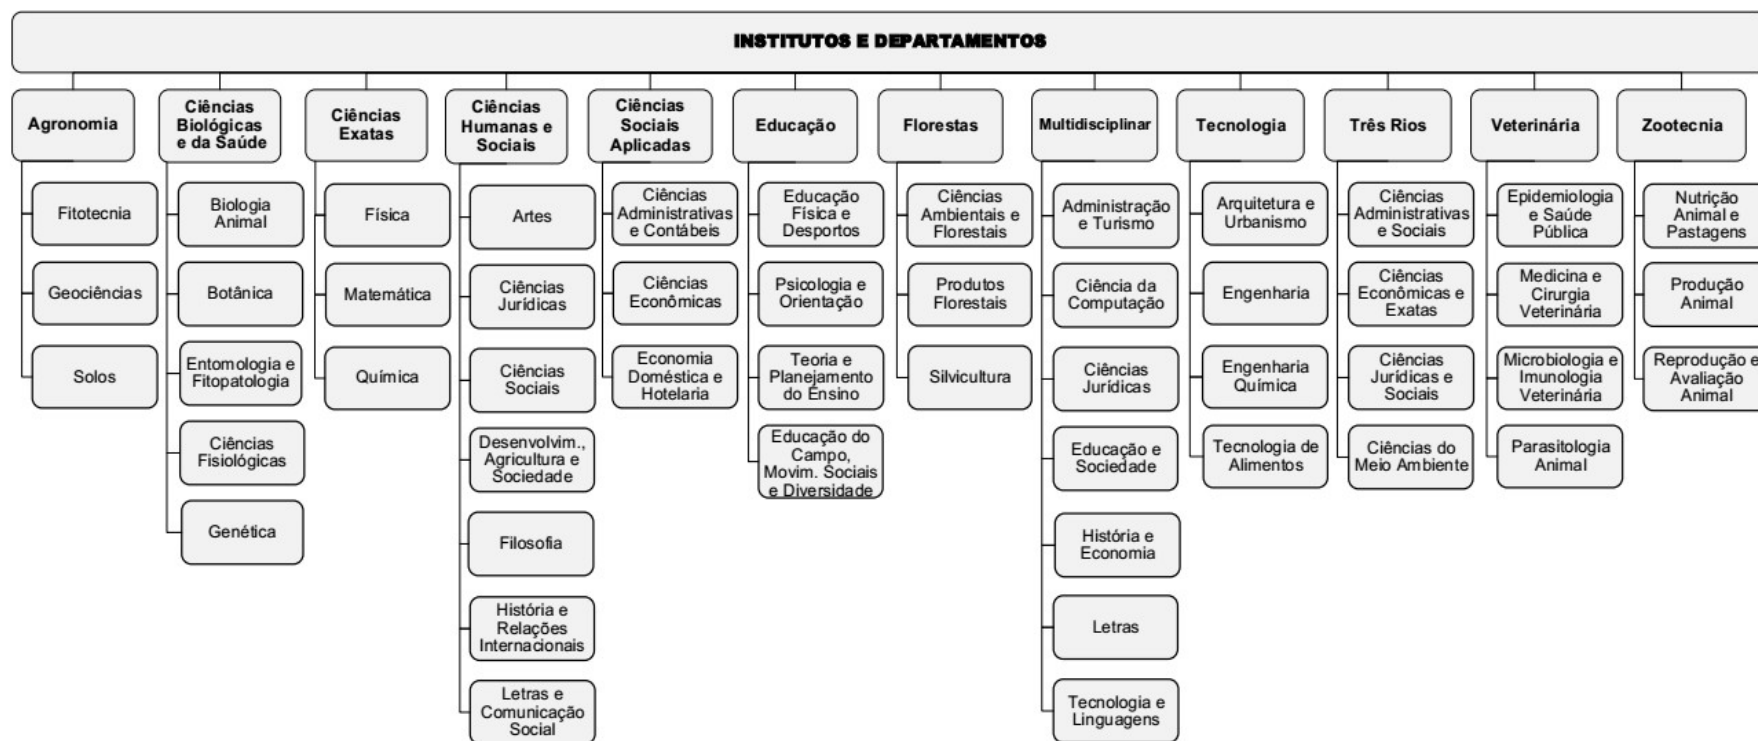 INSTITUTOS E DEPARTAMENTOS
Agronomia
Fitotecnia
Geociências
Solos
Ciências
Biológicas
e da Saúde
Biologia
Animal
Botânica
Entomologia e
Fitopatologia
Ciências
Fisiológicas
Genética
Ciências
Exatas
Física
Matemática
Química
Ciências
Humanas e
Sociais
Artes
Ciências
Jurídicas
Ciências
Sociais
Desenvolvim.,
Agricultura e
Sociedade
Filosofia
História e
Relações
Internacionais
Letras e
Comunicação
Social
Ciências
Sociais
Aplicadas
Ciências
Administrativas
e Contábeis
Ciências
Econômicas
Economia
Doméstica e
Hotelaria
Educação
Educação
Física e
Desportos
Psicologia e
Orientação
Teoria e
Planejamento
do Ensino
Educação do
Campo,
Movim. Sociais
e Diversidade
Florestas
Ciências
Ambientais e
Florestais
Produtos
Florestais
Silvicultura
Multidisciplinar
Administração
e Turismo
Ciência da
Computação
Ciências
Jurídicas
Educação e
Sociedade
História e
Economia
Letras
Tecnologia e
Linguagens
Tecnologia
Arquitetura e
Urbanismo
Engenharia
Engenharia
Química
Tecnologia de
Alimentos
Três Rios
Ciências
Administrativas
e Sociais
Ciências
Econômicas e
Exatas
Ciências
Jurídicas e
Sociais
Ciências do
Meio Ambiente
Veterinária
Epidemiologia
e Saúde
Pública
Medicina e
Cirurgia
Veterinária
Microbiologia e
Imunologia
Veterinária
Parasitologia
Animal
Zootecnia
Nutrição
Animal e
Pastagens
Produção
Animal
Reprodução e
Avaliação
Animal